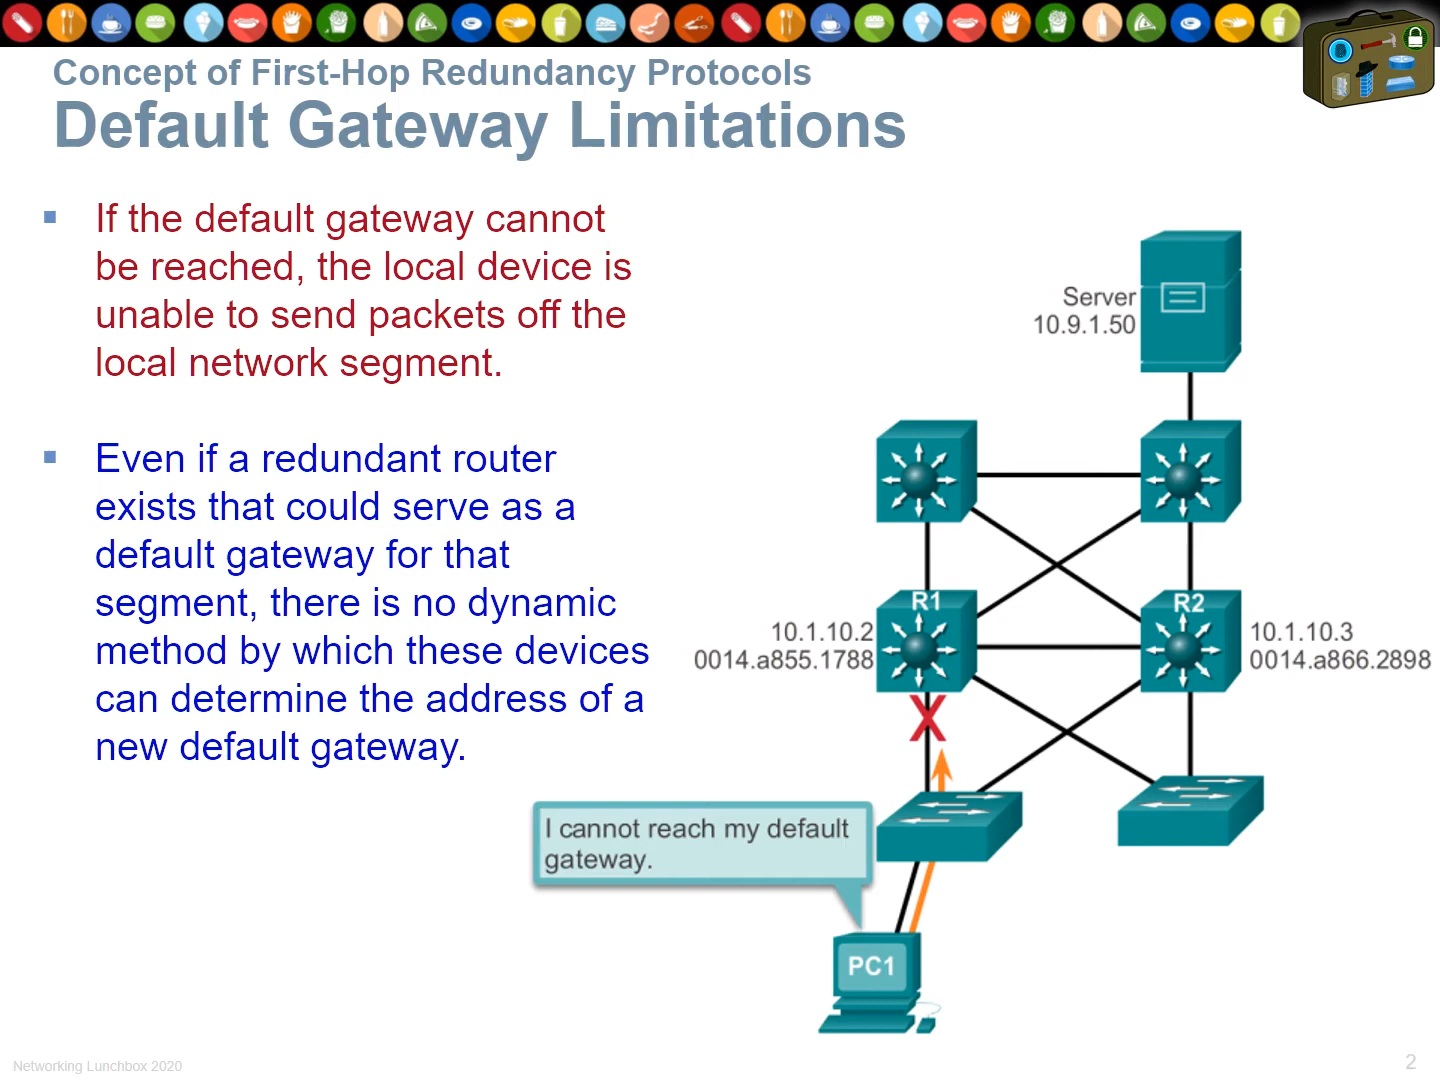 Concept of First-Hop Redundancy Protocols
Default Gateway Limitations
If the default gateway cannot
be reached, the local device is
unable to send packets off the
local network segment.
Even if a redundant router
exists that could serve as a
default gateway for that
segment, there is no dynamic
method by which these devices
can determine the address of a
new default gateway.
Server
10.9.1.50
R1
R2
10.1.10.2
0014.a855.1788
10.1.10.3
0014.a866.2898
X
I cannot reach my default
gateway.
PC1
Networking Lunchbox 2020
2